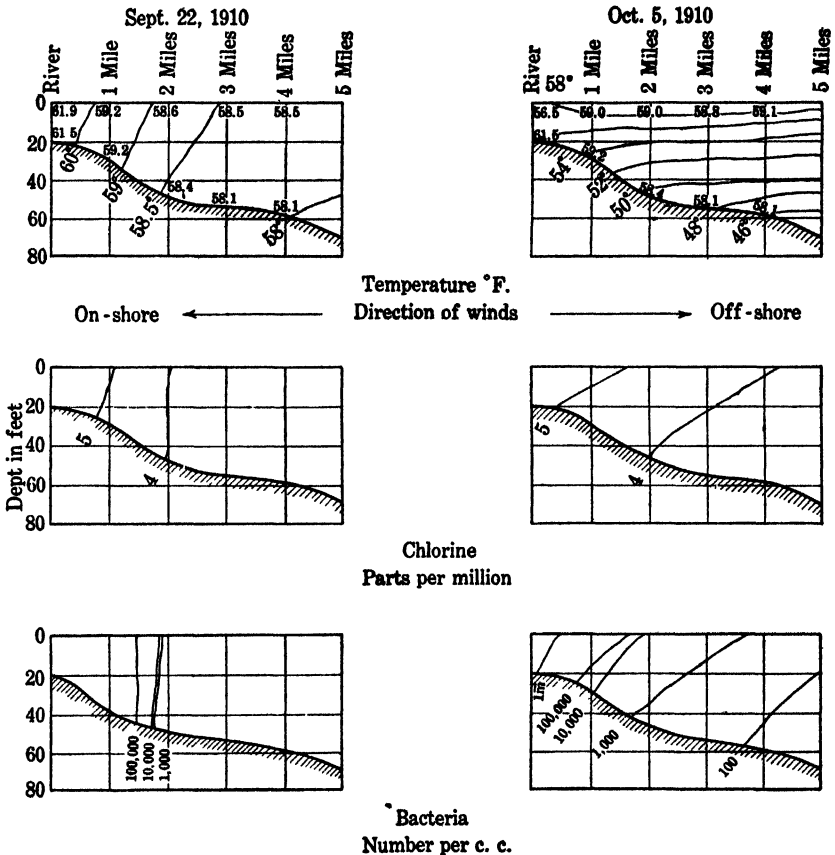 Sept. 22, 1910
Oct. 5, 1910
River
1 Mile
2 Miles
3 Miles
4 Miles
5 Miles
River
58°
1 Mile
2 Miles
3 Miles
4 Miles
5 Miles
0
20
40
60
80
61.9 59.2 58.6 58.5 58.5
61.5
59.2
58.4
58.1
58.1
60°
59°
58.5°
58°
56.5 59.0 59.0 58.8 58.1
61.5
59.2
58.4
58.1
58.1
54°
52°
50°
48°
46°
Temperature °F.
On-shore
Direction of winds
Off-shore
0
20
40
60
80
Dept in feet
5
4
5
4
Chlorine
Parts per million
0
20
40
60
80
100,000
10,000
1,000
1m
100,000
10,000
1,000
100
Bacteria
Number per c. c.